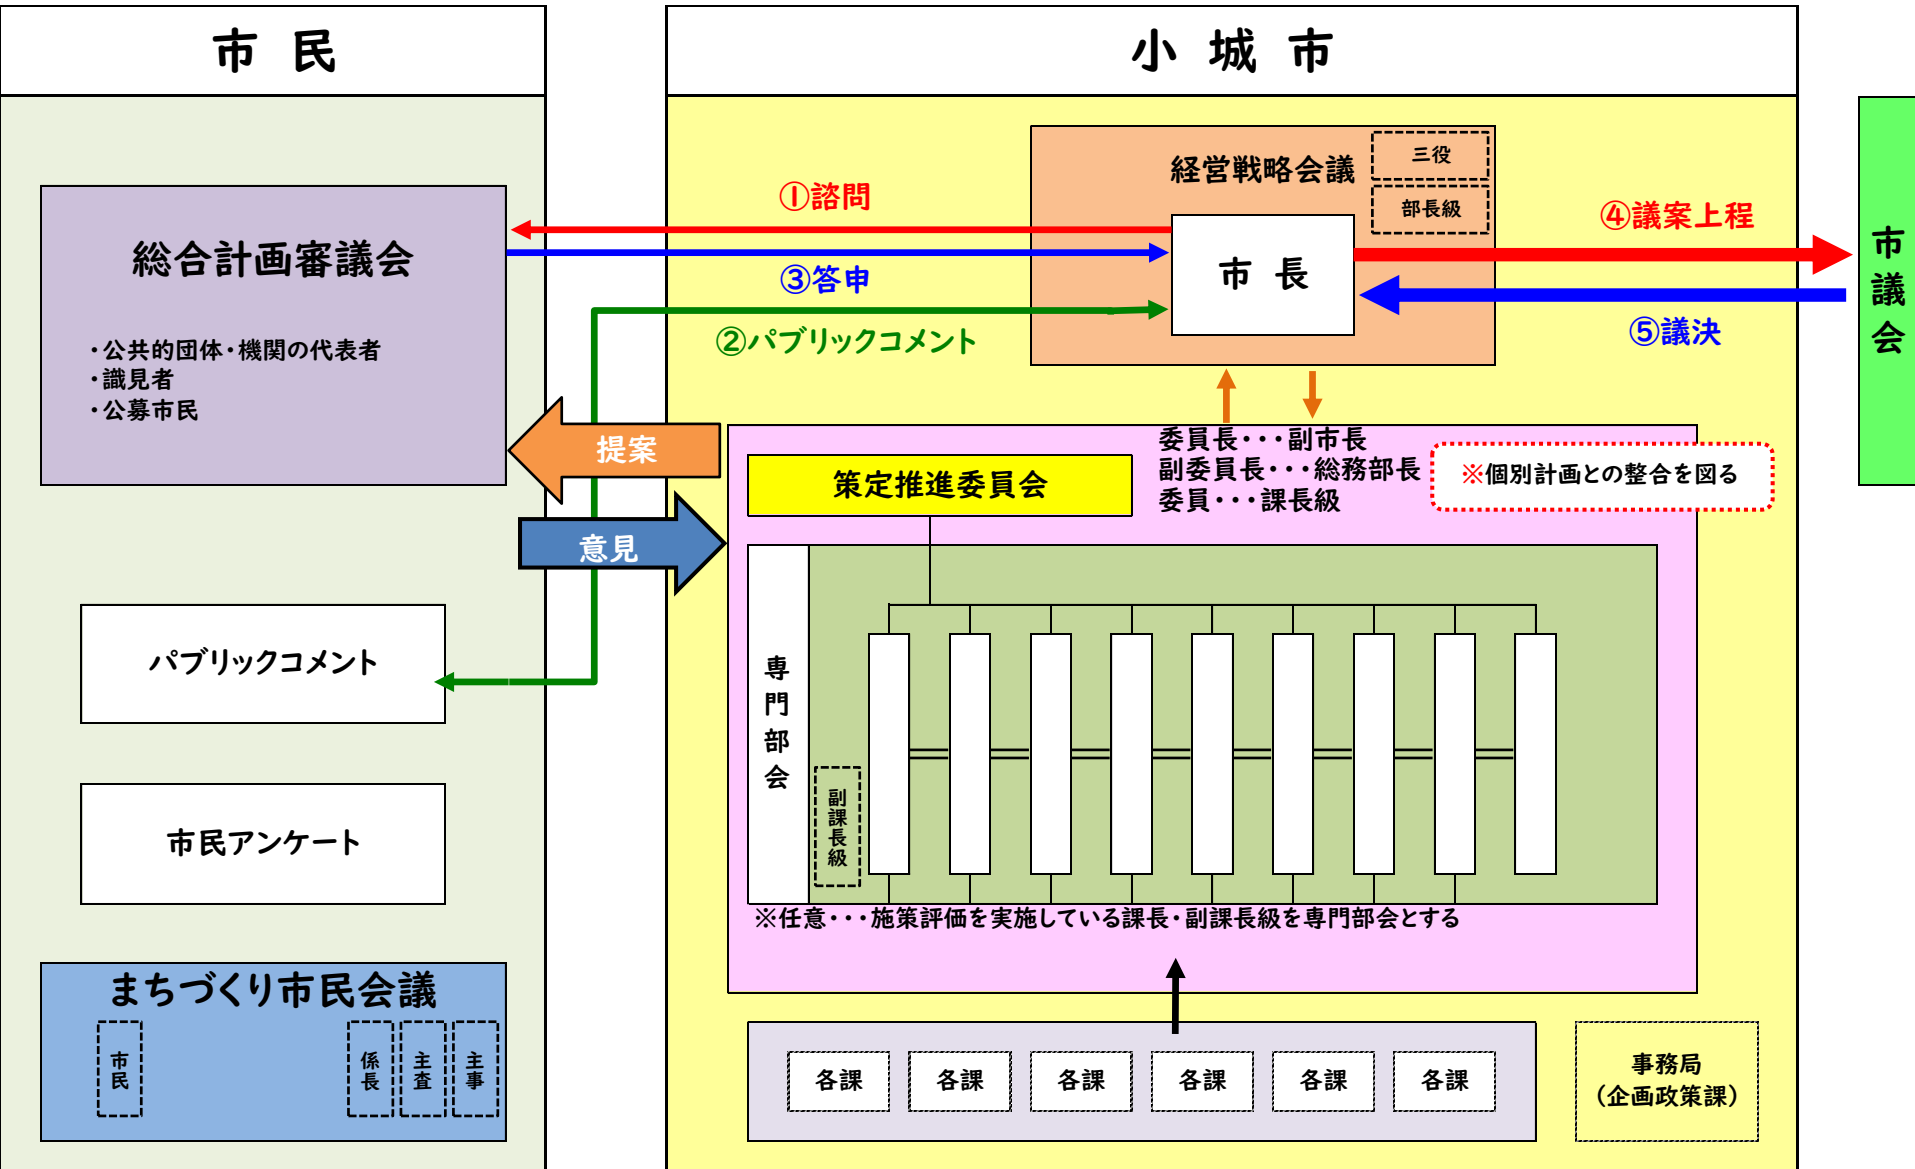 市 民
総合計画審議会
・公共的団体・機関の代表者
・識見者
・公募市民
パブリックコメント
市民アンケート
まちづくり市民会議
市民
係長
主査
主事
①諮問
③答申
②パブリックコメント
提案
意見
小 城 市
経営戦略会議
三役
部長級
市 長
④議案上程
⑤議決
市議会
委員長・・・副市長
副委員長・・・総務部長
委員・・・課長級
※個別計画との整合を図る
策定推進委員会
専門部会
副課長級
※任意・・・施策評価を実施している課長・副課長級を専門部会とする
各課
各課
各課
各課
各課
各課
事務局
(企画政策課)